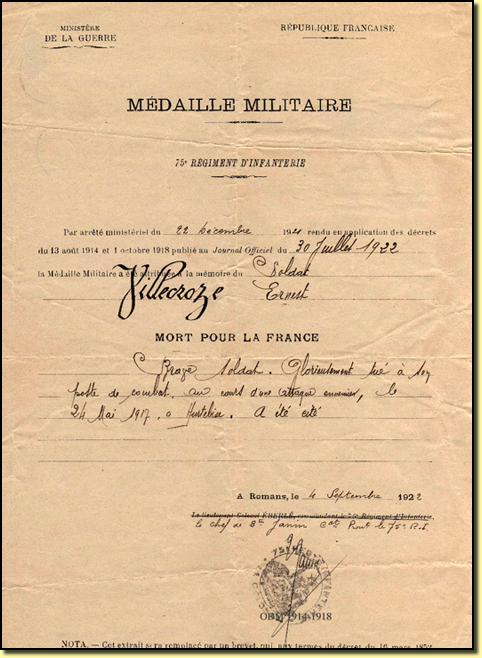 MINISTÈRE
DE LA GUERRE
RÉPUBLIQUE FRANÇAISE
MÉDAILLE MILITAIRE
75e RÉGIMENT D'INFANTERIE
Par arrêté ministériel du 22 Décembre 1921 rendu en application des décrets
du 13 août 1914 et 1 octobre 1918 publié au Journal Officiel du 30 Juillet 1922
la Médaille Militaire a été attribuée à la mémoire du Soldat
Villecroze Ernest
MORT POUR LA FRANCE
Brave soldat. Glorieusement tué à son
poste de combat, au cours d'une attaque ennemie, le
24 Mai 1917, à Hurtebise. A été cité
A Romans, le 4 Septembre 1922
Le lieutenant Colonel ÉBERLÉ, commandant le 75e Régiment d'Infanterie
le chef de Bon Janin Cdt Provt le 75e R.I.
75e
ODM 1914-1918
NOTA. — Cet extrait sera remplacé par un brevet, qui, aux termes du décret du 16 mars 1852